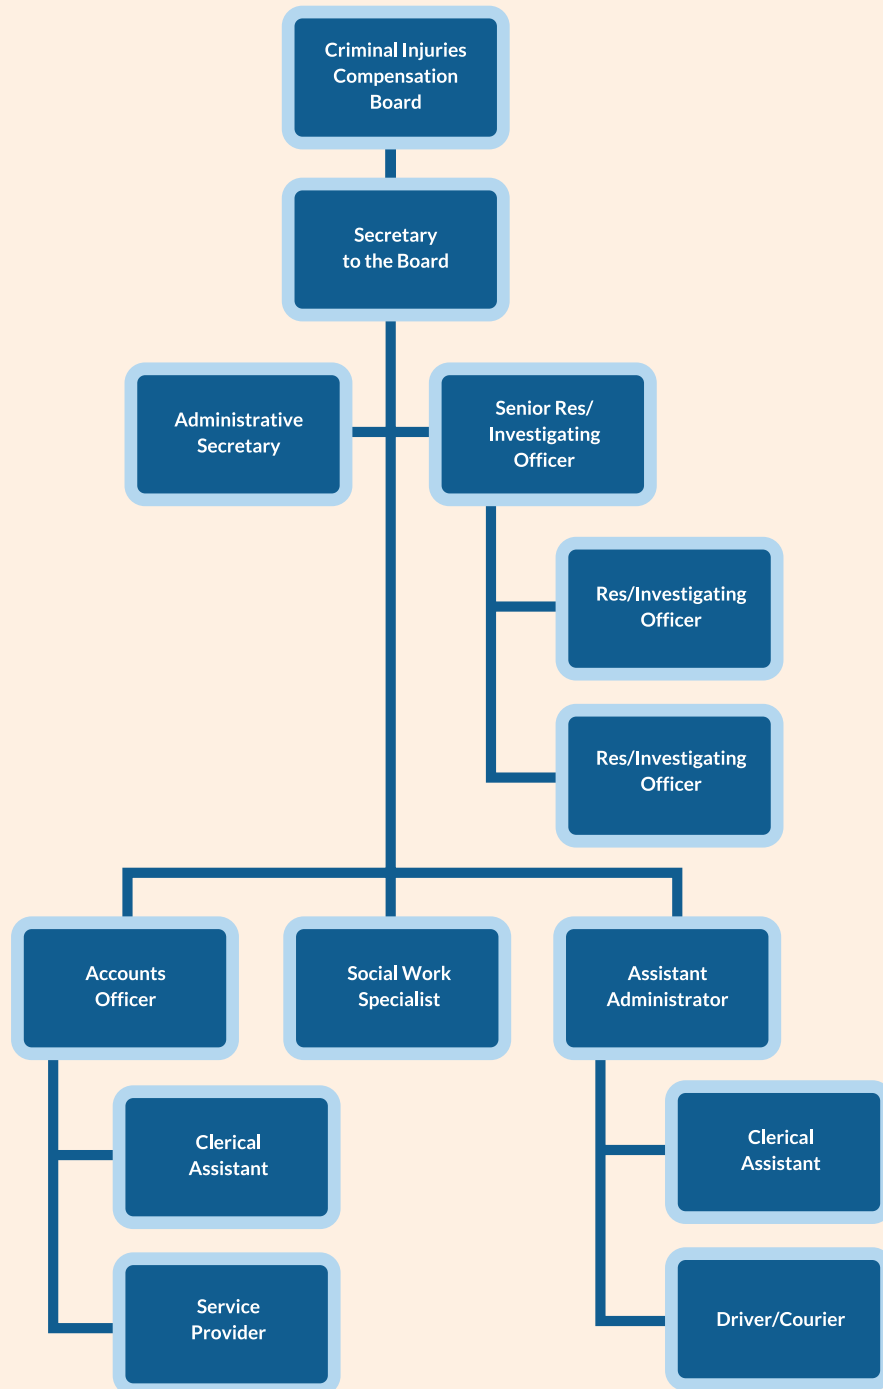 Criminal Injuries
Compensation
Board
Secretary
to the Board
Administrative
Secretary
Senior Res/
Investigating
Officer
Res/Investigating
Officer
Res/Investigating
Officer
Accounts
Officer
Social Work
Specialist
Assistant
Administrator
Clerical
Assistant
Clerical
Assistant
Service
Provider
Driver/Courier